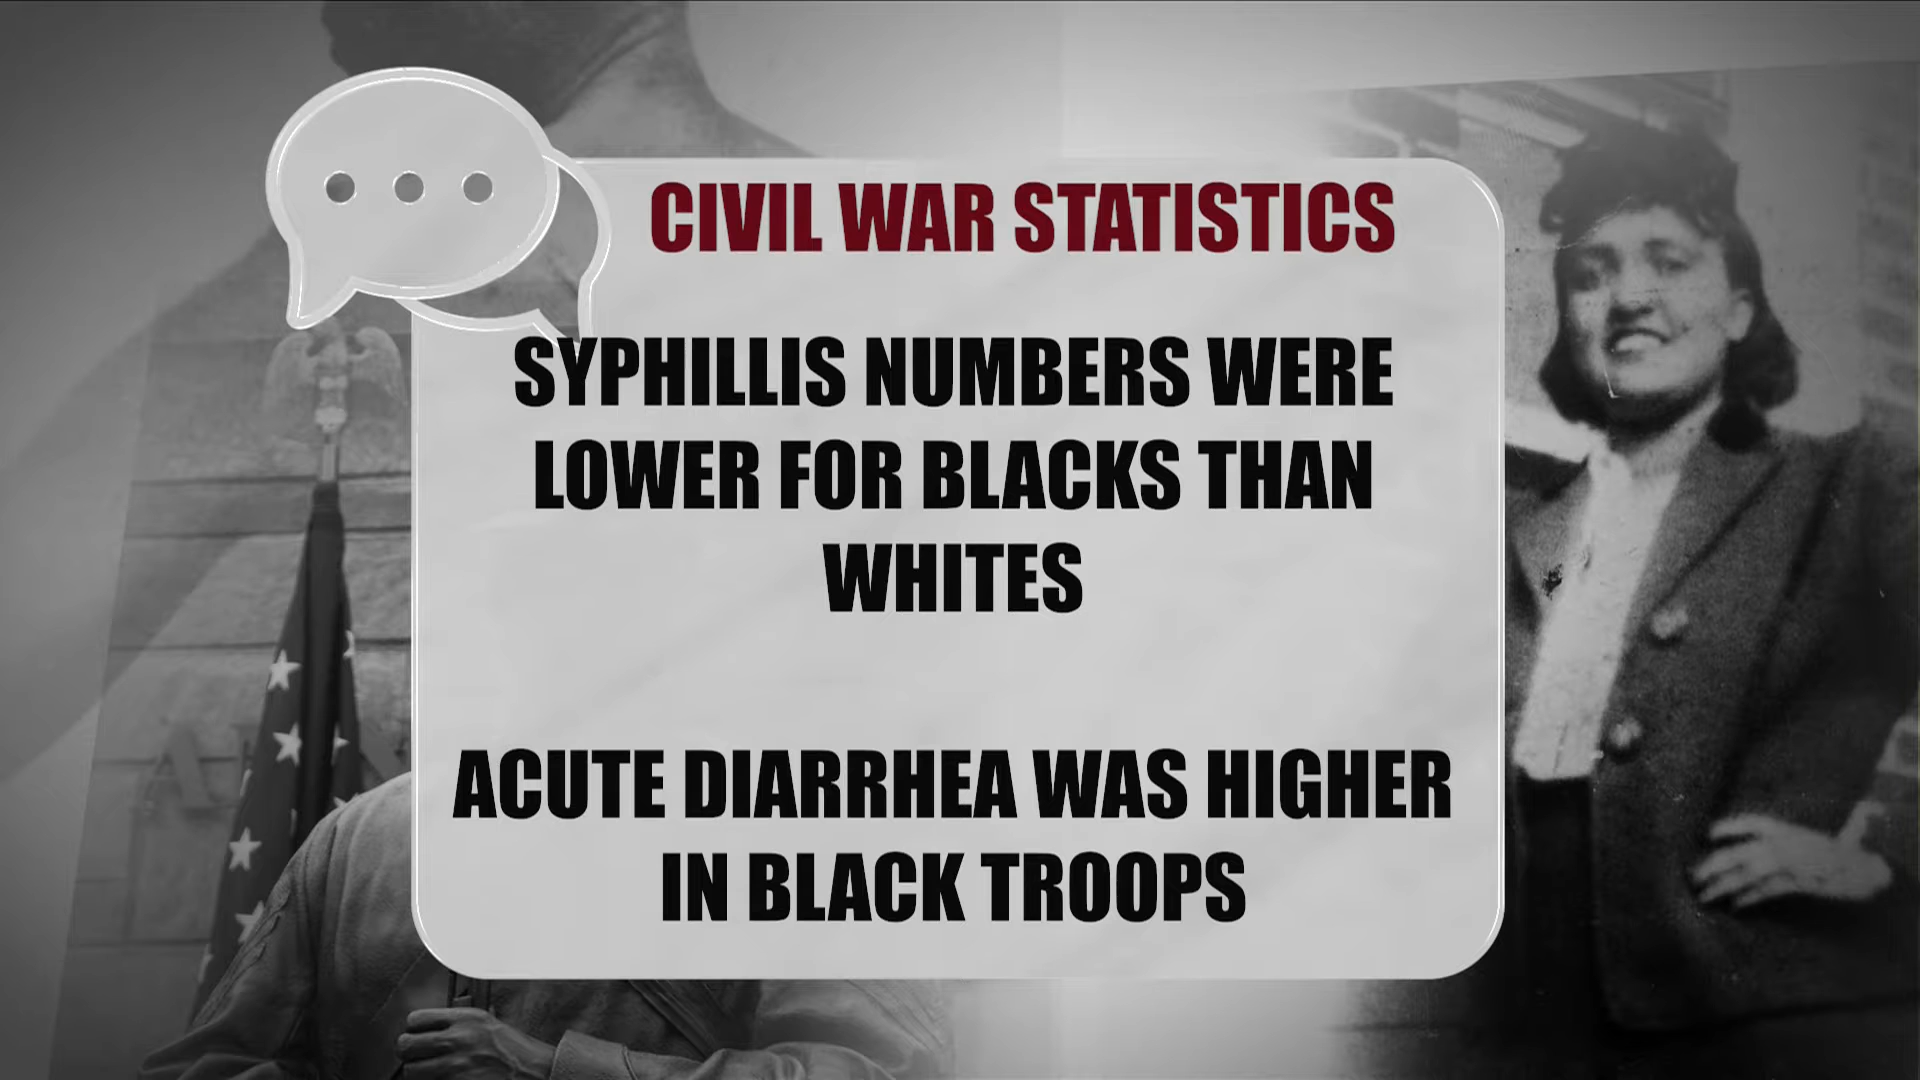 CIVIL WAR STATISTICS
SYPHILLIS NUMBERS WERE
LOWER FOR BLACKS THAN
WHITES
ACUTE DIARRHEA WAS HIGHER
IN BLACK TROOPS